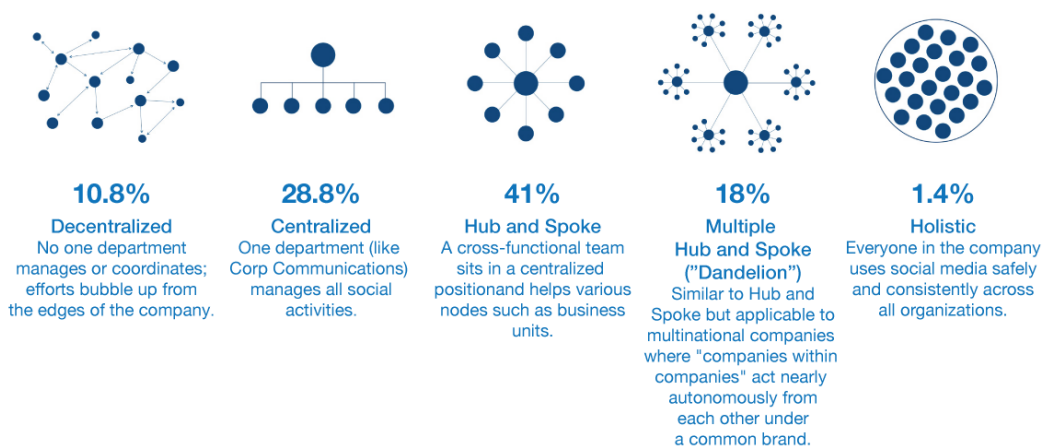 10.8%
Decentralized
No one department
manages or coordinates;
efforts bubble up from
the edges of the company.
28.8%
Centralized
One department (like
Corp Communications)
manages all social
activities.
41%
Hub and Spoke
A cross-functional team
sits in a centralized
positionand helps various
nodes such as business
units.
18%
Multiple
Hub and Spoke
(”Dandelion”)
Similar to Hub and
Spoke but applicable to
multinational companies
where "companies within
companies" act nearly
autonomously from
each other under
a common brand.
1.4%
Holistic
Everyone in the company
uses social media safely
and consistently across
all organizations.